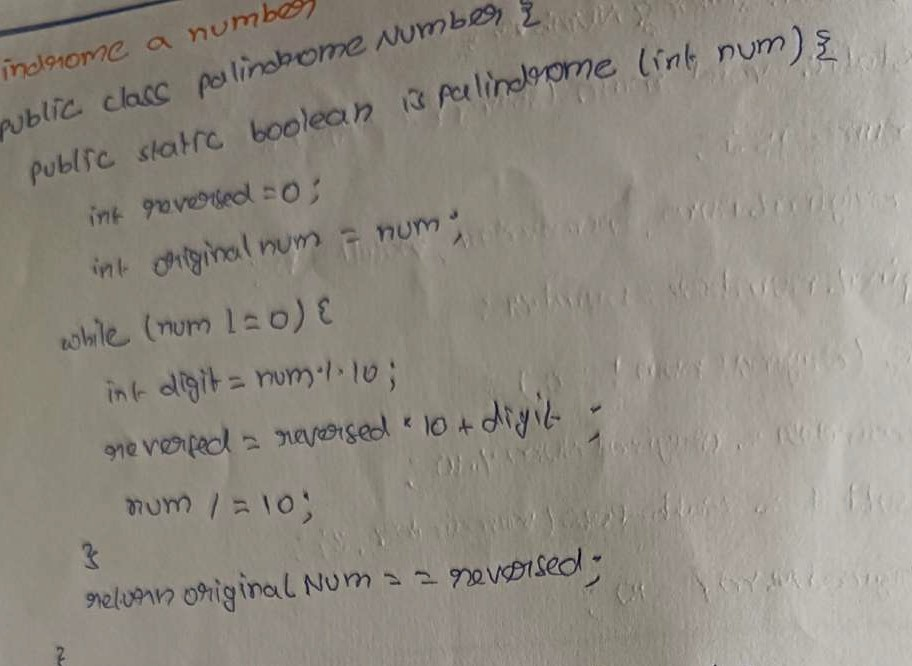 indrome a number
public class palindrome Number {
public static boolean is palindrome (int num) {
int reversed = 0;
int original num = num;
while (num != 0) {
int digit = num % 10;
reversed = reversed * 10 + digit ;
num /= 10;
}
return original Num == reversed;
}